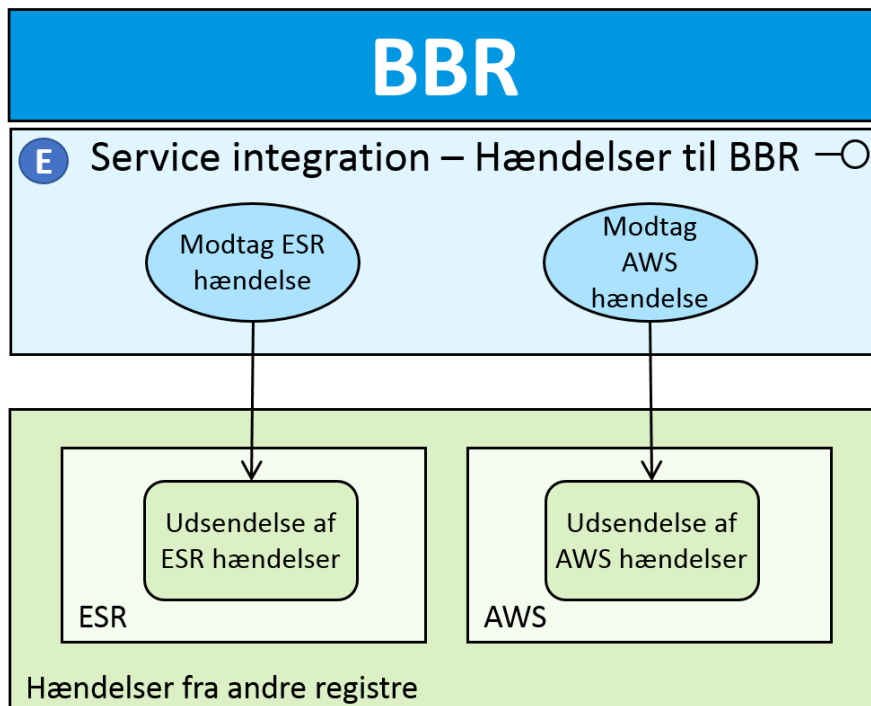 BBR
E
Service integration – Hændelser til BBR
Modtag ESR
hændelse
Modtag
AWS
hændelse
Udsendelse af
ESR hændelser
ESR
Udsendelse af
AWS hændelser
AWS
Hændelser fra andre registre